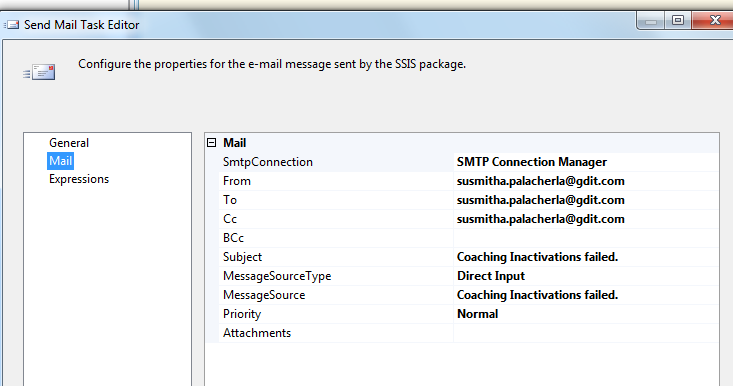 Send Mail Task Editor
Configure the properties for the e-mail message sent by the SSIS package.
General
Mail
Expressions
Mail
SmtpConnection SMTP Connection Manager
From susmitha.palacherla@gdit.com
To susmitha.palacherla@gdit.com
Cc susmitha.palacherla@gdit.com
BCc
Subject Coaching Inactivations failed.
MessageSourceType Direct Input
MessageSource Coaching Inactivations failed.
Priority Normal
Attachments